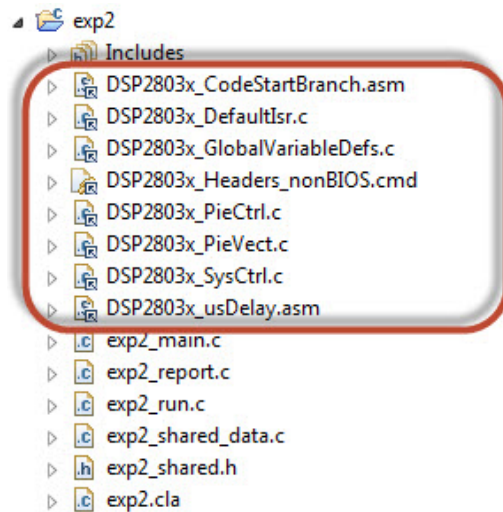 exp2
Includes
DSP2803x_CodeStartBranch.asm
DSP2803x_DefaultIsr.c
DSP2803x_GlobalVariableDefs.c
DSP2803x_Headers_nonBIOS.cmd
DSP2803x_PieCtrl.c
DSP2803x_PieVect.c
DSP2803x_SysCtrl.c
DSP2803x_usDelay.asm
exp2_main.c
exp2_report.c
exp2_run.c
exp2_shared_data.c
exp2_shared.h
exp2.cla